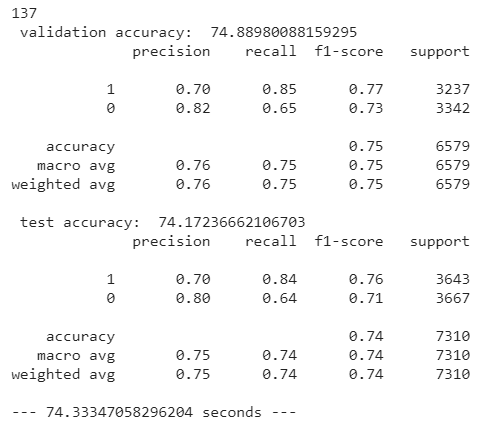 137
validation accuracy: 74.88980088159295
precision recall f1-score support
1 0.70 0.85 0.77 3237
0 0.82 0.65 0.73 3342
accuracy 0.75 6579
macro avg 0.76 0.75 0.75 6579
weighted avg 0.76 0.75 0.75 6579
test accuracy: 74.17236662106703
precision recall f1-score support
1 0.70 0.84 0.76 3643
0 0.80 0.64 0.71 3667
accuracy 0.74 7310
macro avg 0.75 0.74 0.74 7310
weighted avg 0.75 0.74 0.74 7310
--- 74.33347058296204 seconds ---